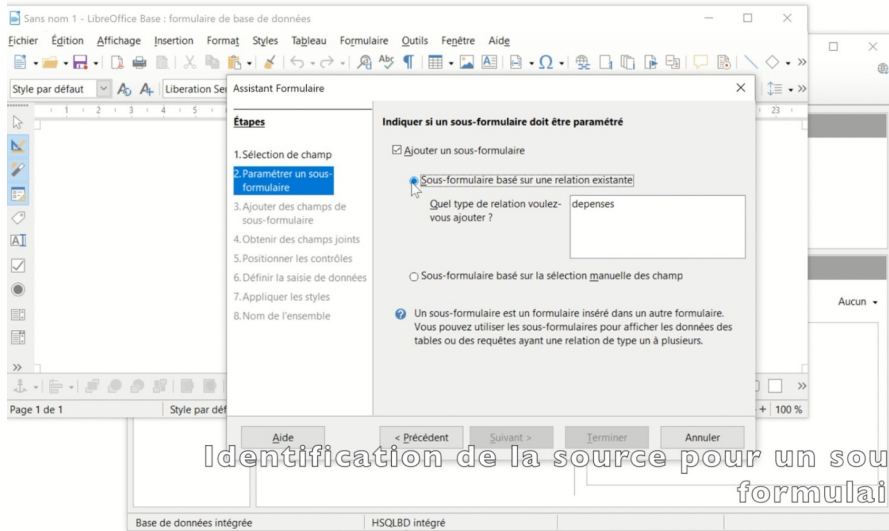 Sans nom 1 - LibreOffice Base : formulaire de base de données
Fichier Édition Affichage Insertion Format Styles Tableau Formulaire Outils Fenêtre Aide
Style par défaut
Liberation Se
Assistant Formulaire
Étapes
1. Sélection de champ
2. Paramétrer un sous-
formulaire
3. Ajouter des champs de
sous-formulaire
4. Obtenir des champs joints
5. Positionner les contrôles
6. Définir la saisie de données
7. Appliquer les styles
8. Nom de l'ensemble
Indiquer si un sous-formulaire doit être paramétré
Ajouter un sous-formulaire
Sous-formulaire basé sur une relation existante
Quel type de relation voulez-
vous ajouter ?
depenses
Sous-formulaire basé sur la sélection manuelle des champ
Un sous-formulaire est un formulaire inséré dans un autre formulaire.
Vous pouvez utiliser les sous-formulaires pour afficher les données des
tables ou des requêtes ayant une relation de type un à plusieurs.
Aucun
Page 1 de 1
Style par déf
100 %
Aide
< Précédent
Suivant >
Terminer
Annuler
Identification de la source pour un sou
formulai
Base de données intégrée
HSQLBD intégré